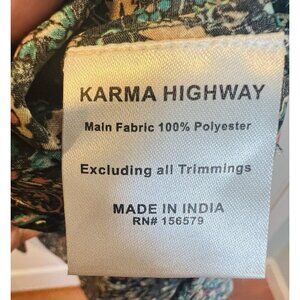 KARMA HIGHWAY
Main Fabric 100% Polyester
Excluding all Trimmings
MADE IN INDIA
RN# 156579